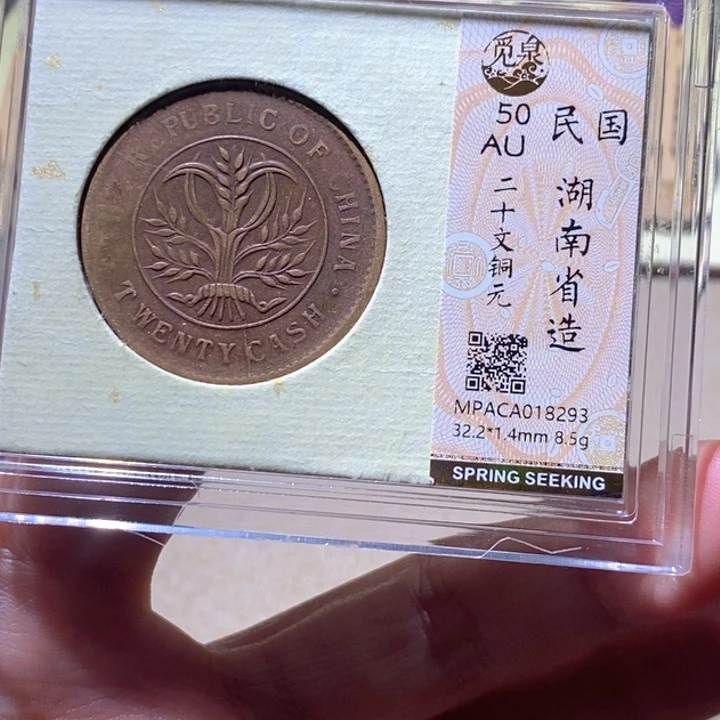 REPUBLIC OF CHINA
TWENTY CASH
觅泉
50
AU
民国
湖南省造
二十文铜元
MPACA018293
32.2*1.4mm 8.5g
SPRING SEEKING